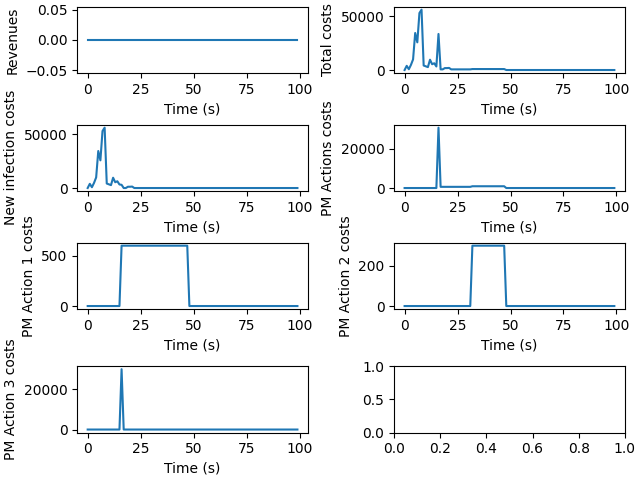 Revenues
0.05
0.00
−0.05
0 25 50 75 100
Time (s)
Total costs
50000
0
0 25 50 75 100
Time (s)
New infection costs
50000
0
0 25 50 75 100
Time (s)
PM Actions costs
20000
0
0 25 50 75 100
Time (s)
PM Action 1 costs
500
0
0 25 50 75 100
Time (s)
PM Action 2 costs
200
0
0 25 50 75 100
Time (s)
PM Action 3 costs
20000
0
0 25 50 75 100
Time (s)
1.0
0.5
0.0
0.0 0.2 0.4 0.6 0.8 1.0